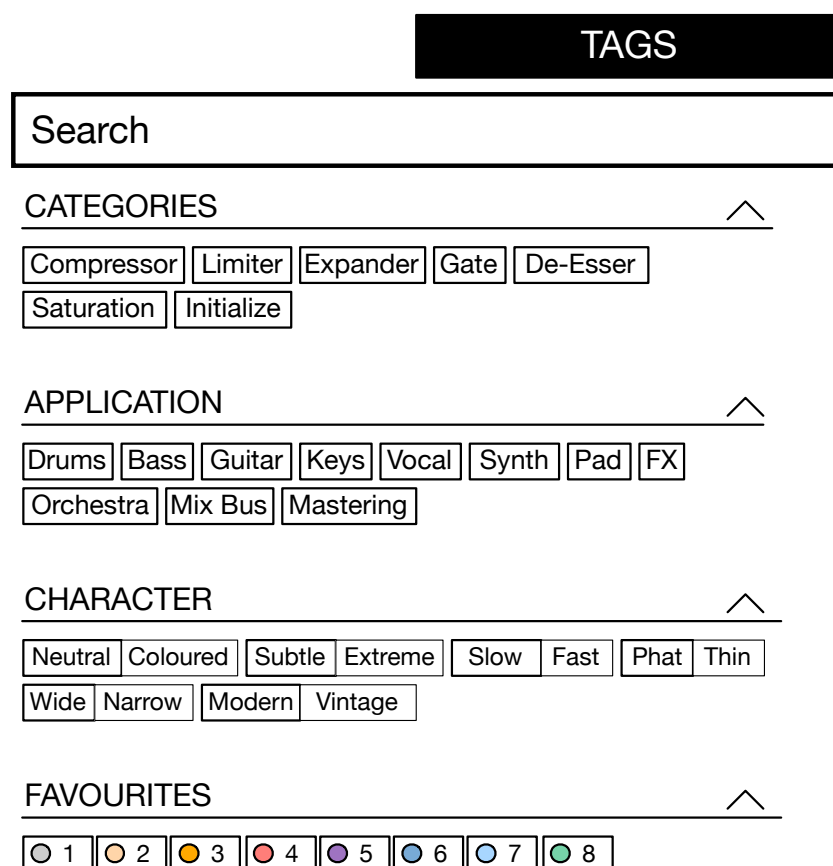 TAGS
Search
CATEGORIES
Compressor Limiter Expander Gate De-Esser
Saturation Initialize
APPLICATION
Drums Bass Guitar Keys Vocal Synth Pad FX
Orchestra Mix Bus Mastering
CHARACTER
Neutral Coloured Subtle Extreme Slow Fast Phat Thin
Wide Narrow Modern Vintage
FAVOURITES
1 2 3 4 5 6 7 8